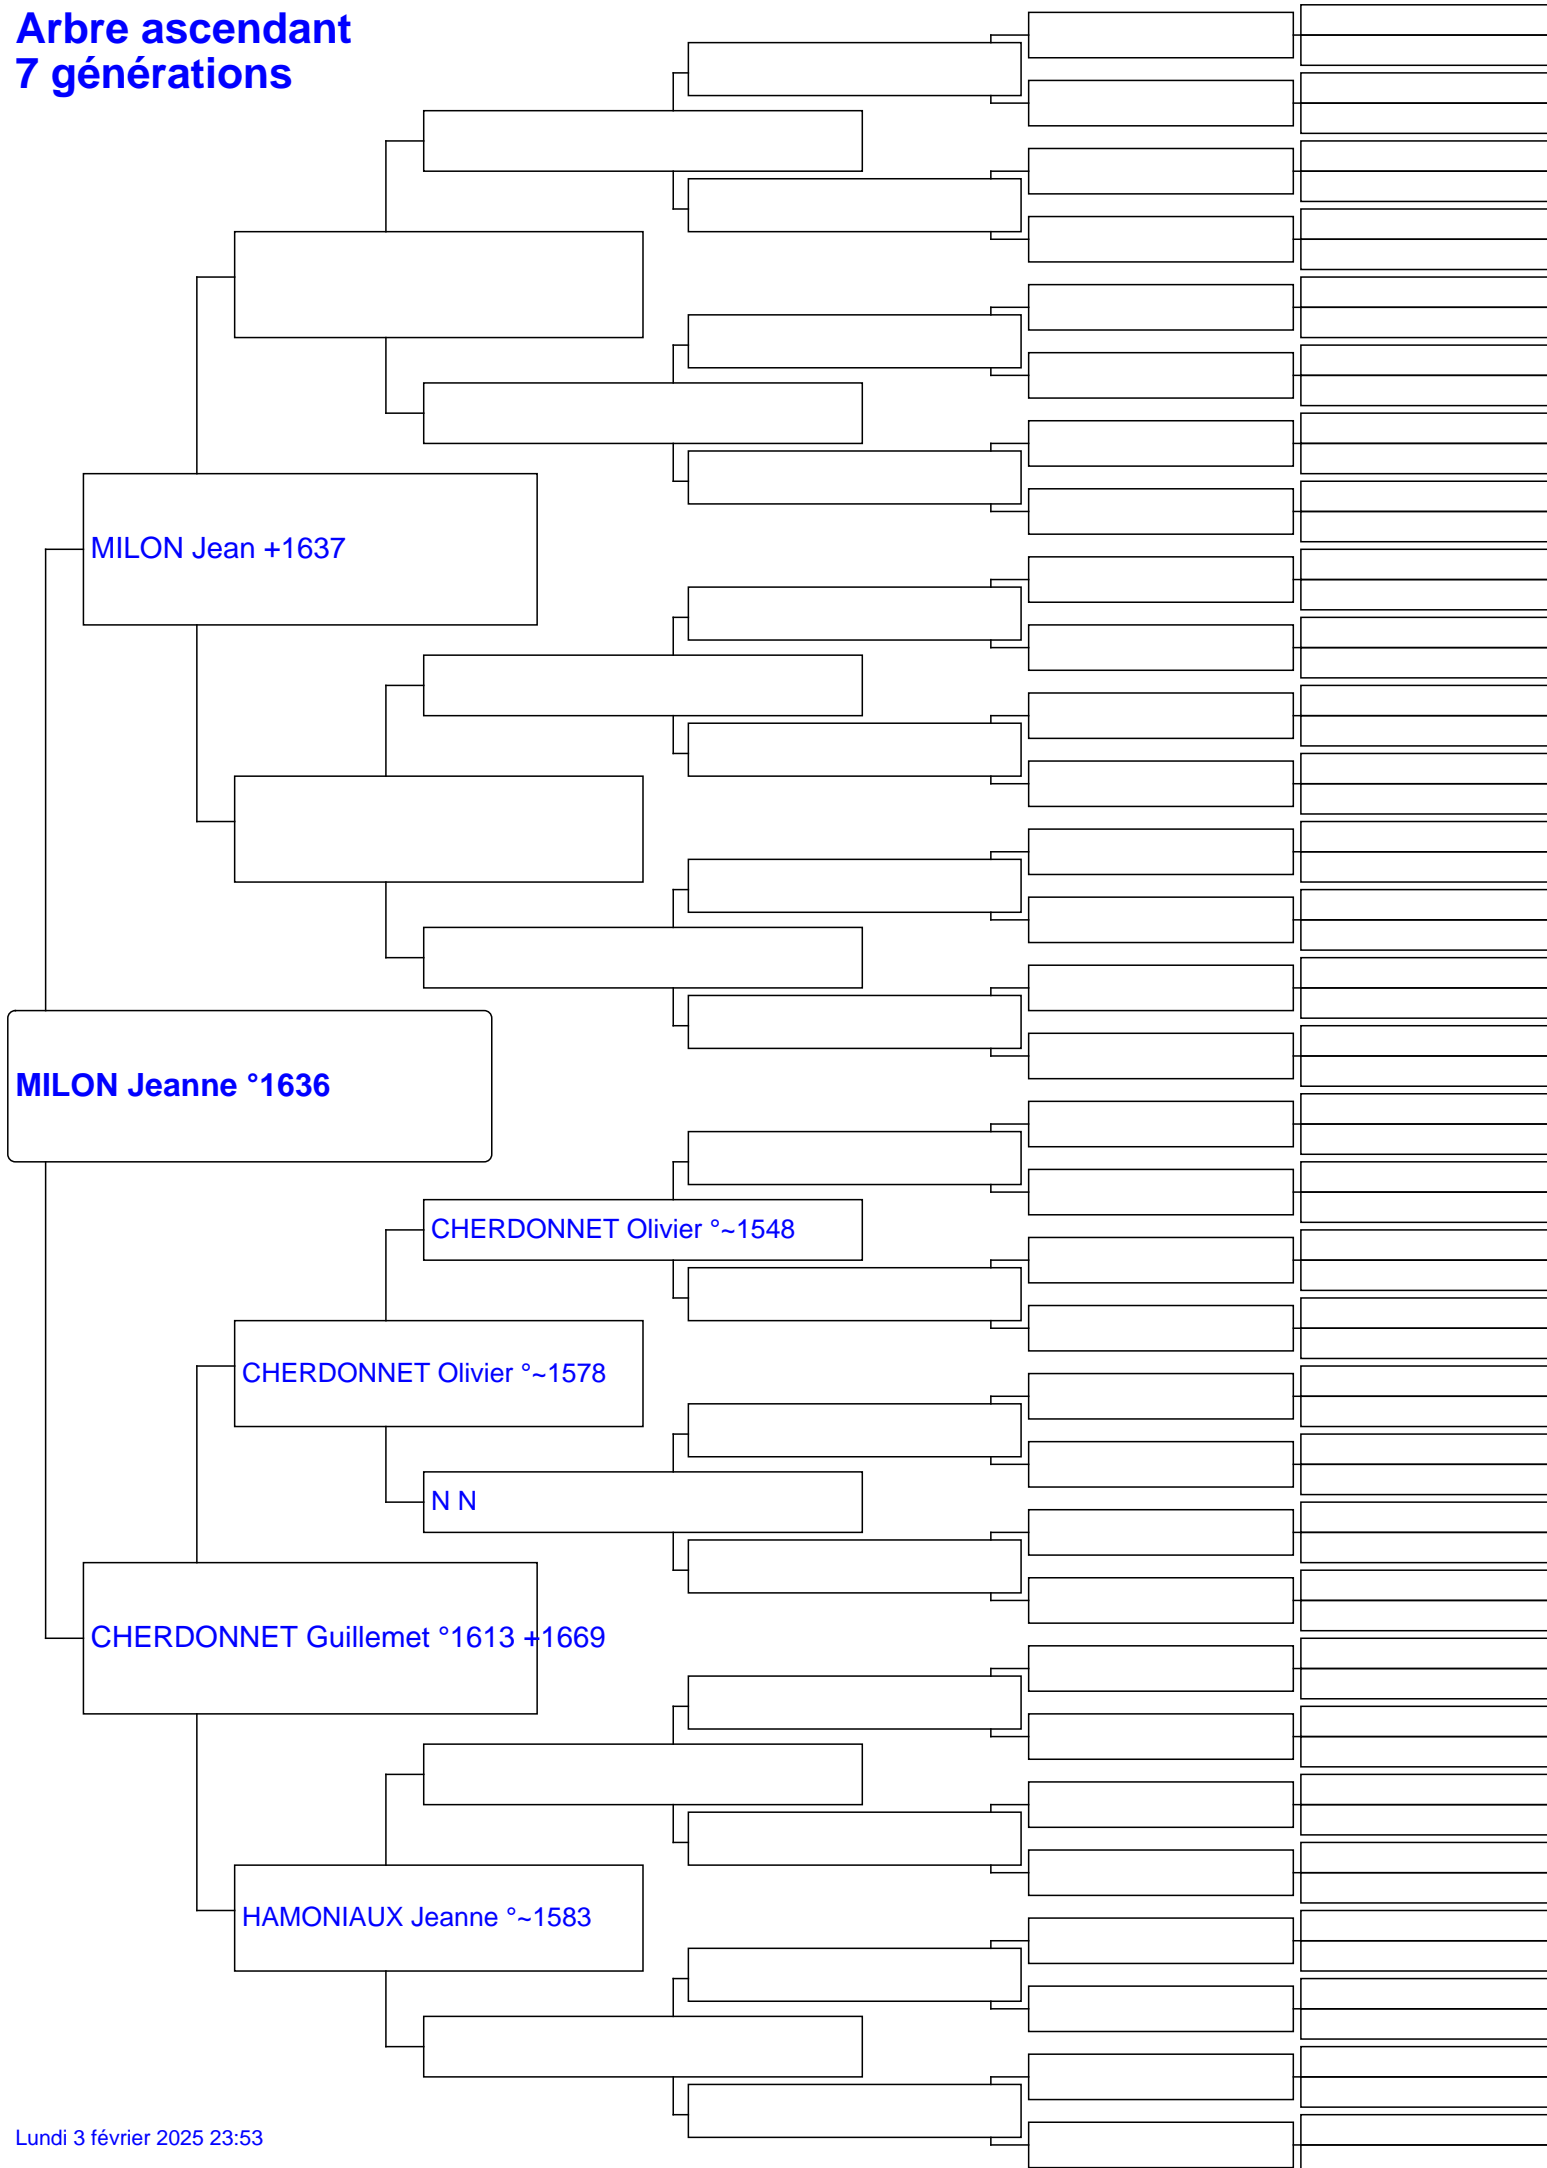 Arbre ascendant
7 générations
MILON Jean +1637
MILON Jeanne °1636
CHERDONNET Olivier °~1548
CHERDONNET Olivier °~1578
N N
CHERDONNET Guillemet °1613 +1669
HAMONIAUX Jeanne °~1583
Lundi 3 février 2025 23:53